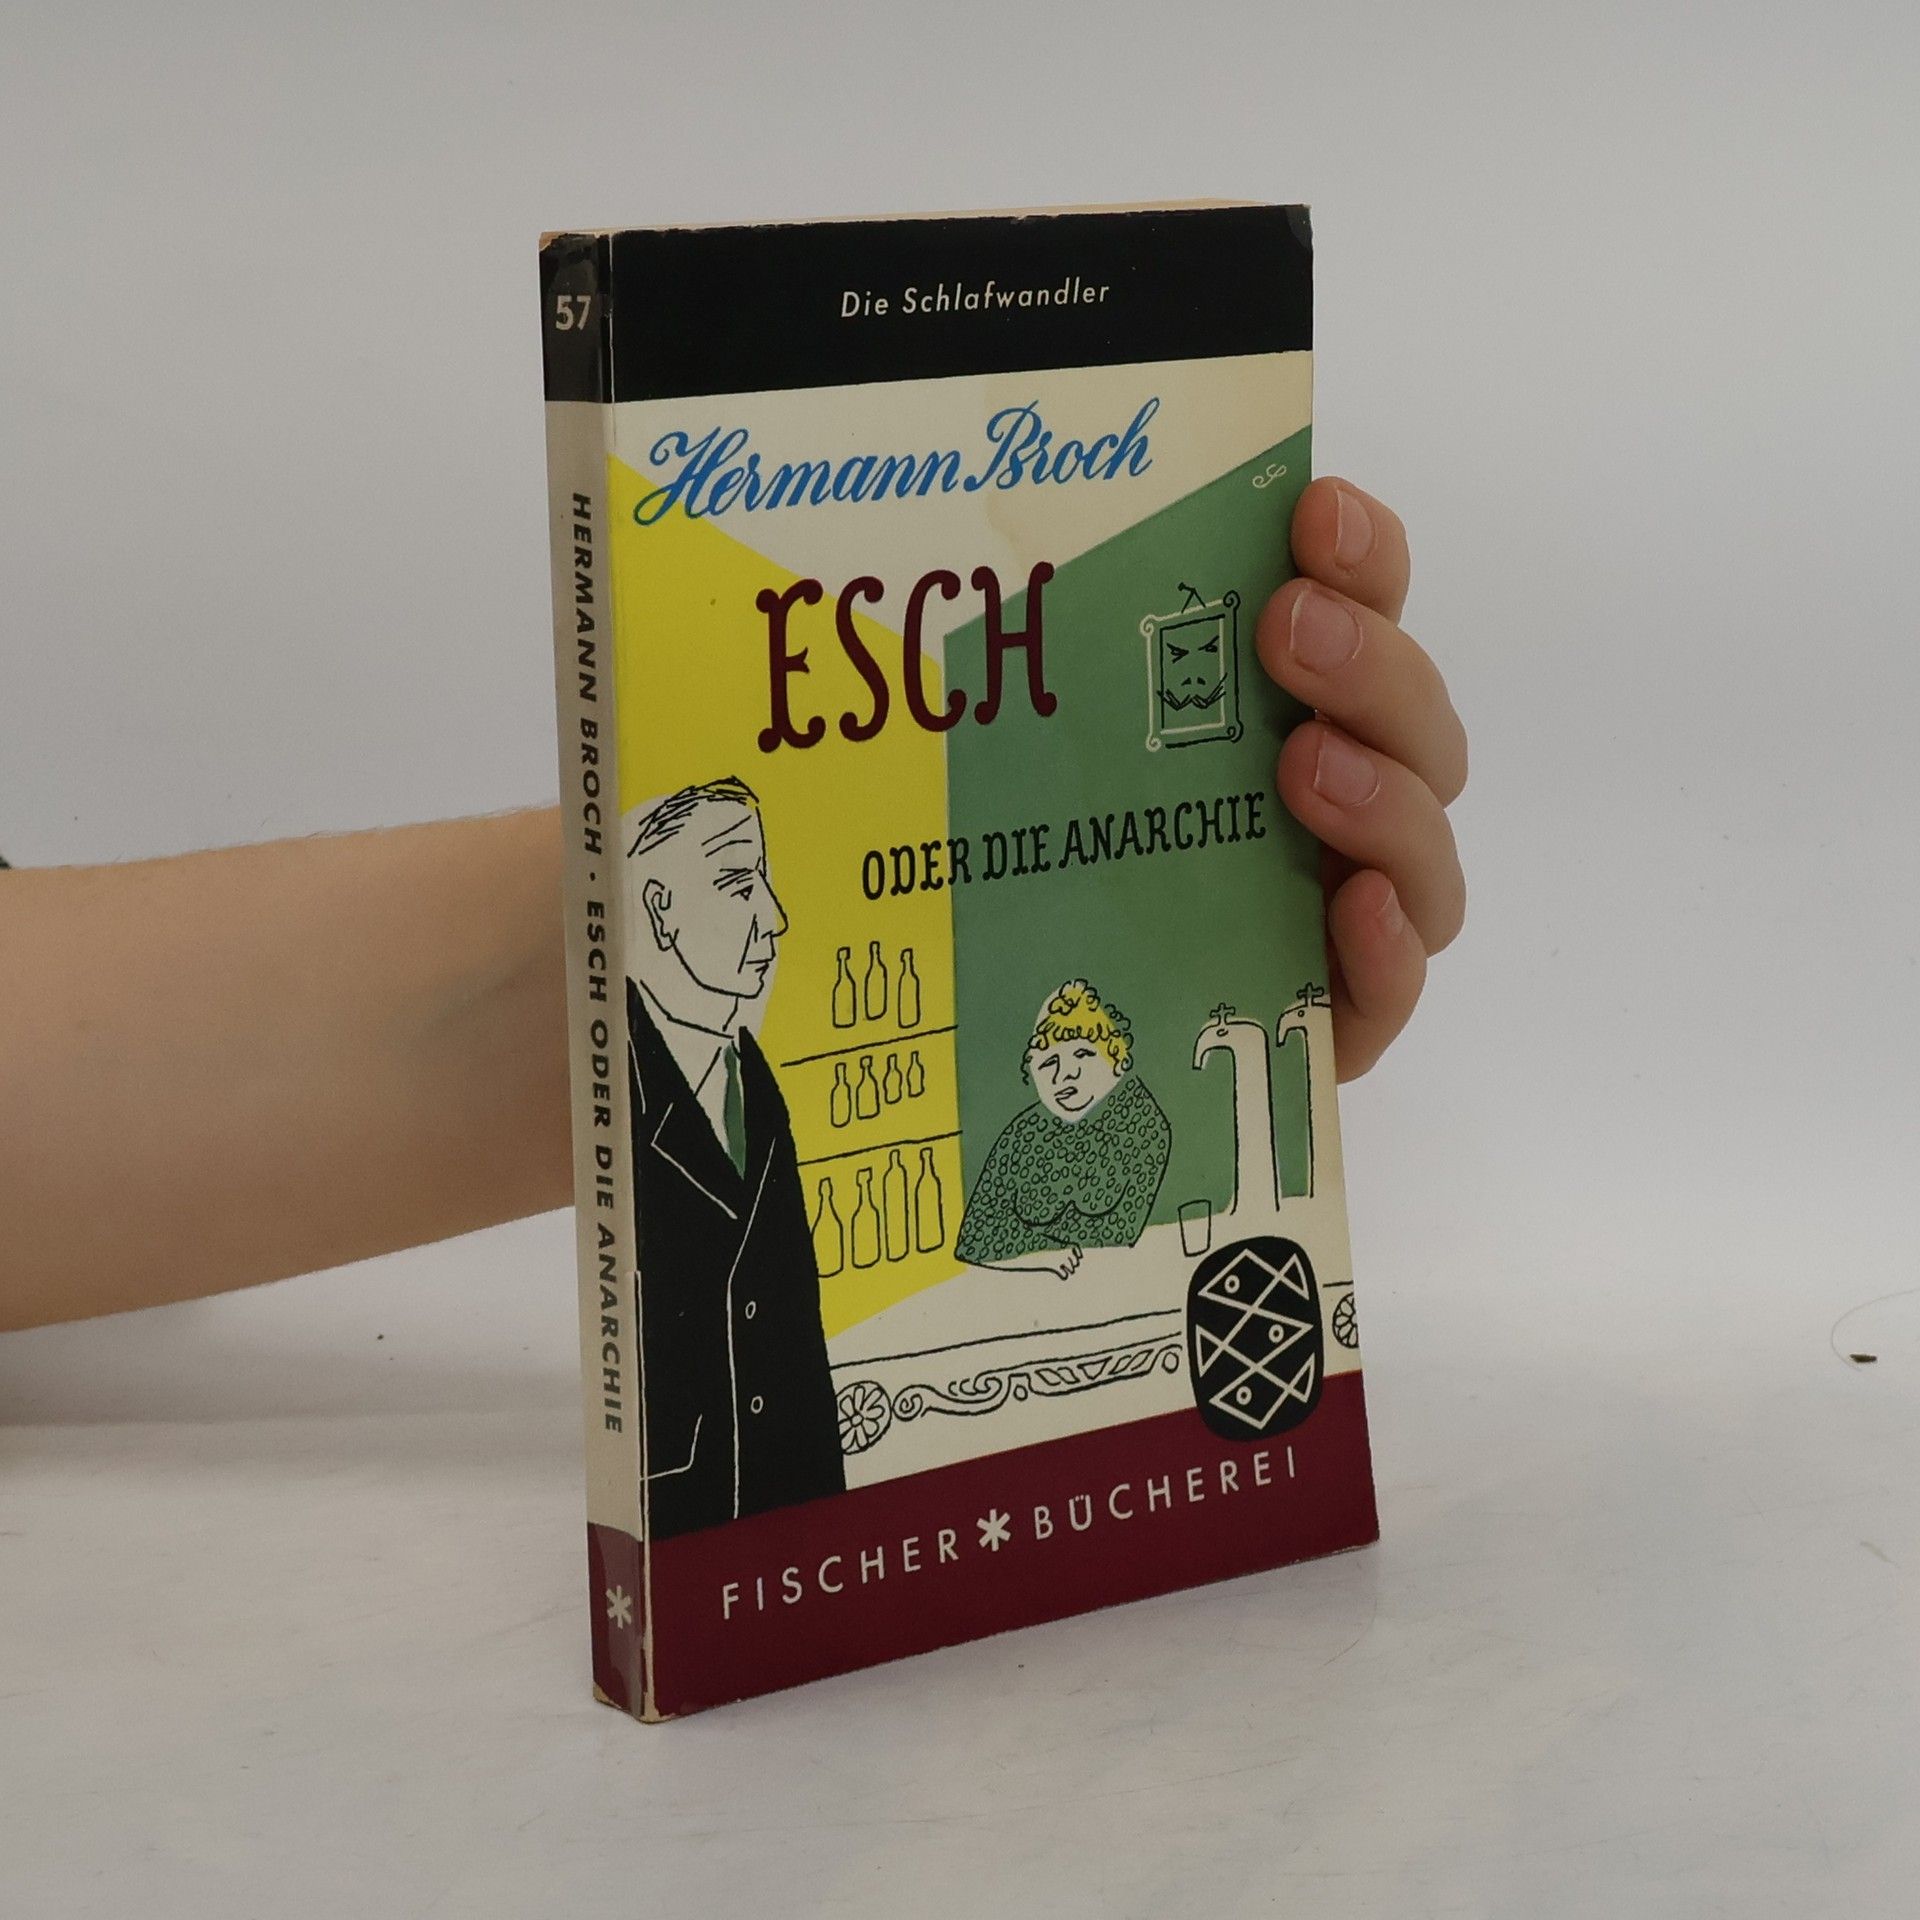 57
HERMANN BROCH · ESCH ODER DIE ANARCHIE
Die Schlafwandler
Hermann Broch
ESCH
ODER DIE ANARCHIE
FISCHER * BÜCHEREI
*